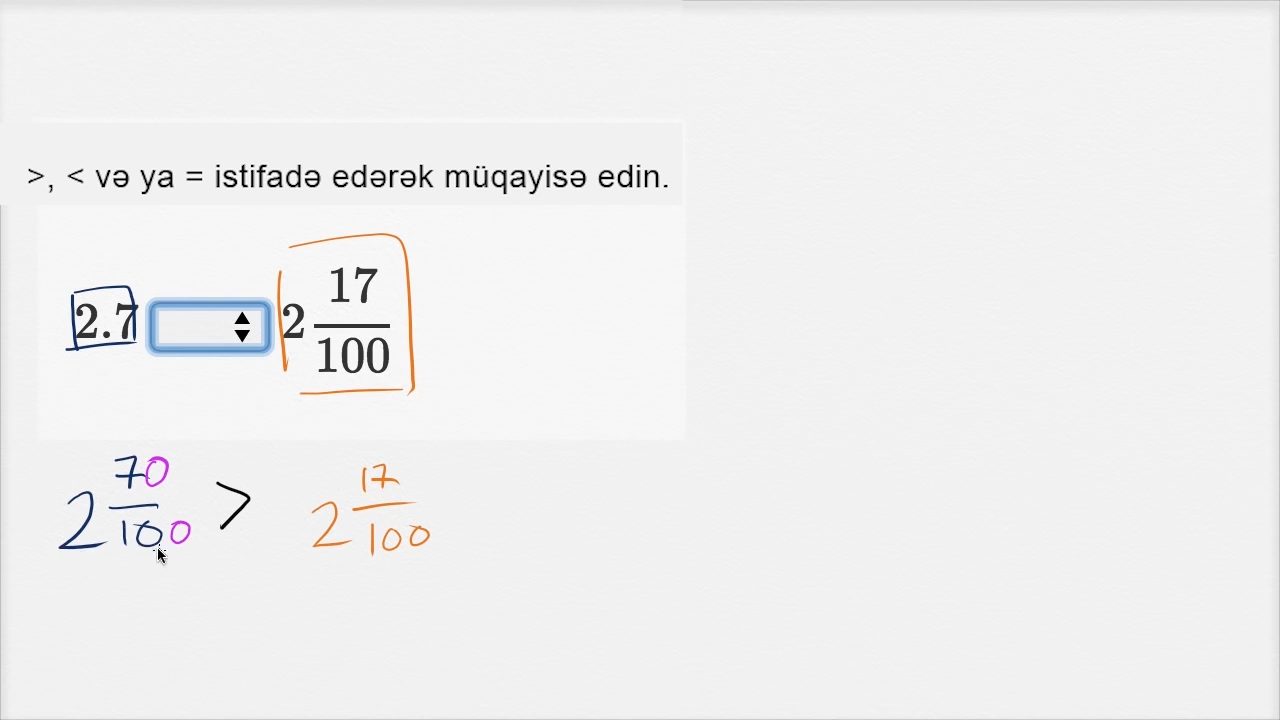 >, < və ya = istifadə edərək müqayisə edin.
2.7 2 17/100
2 70/100 > 2 17/100